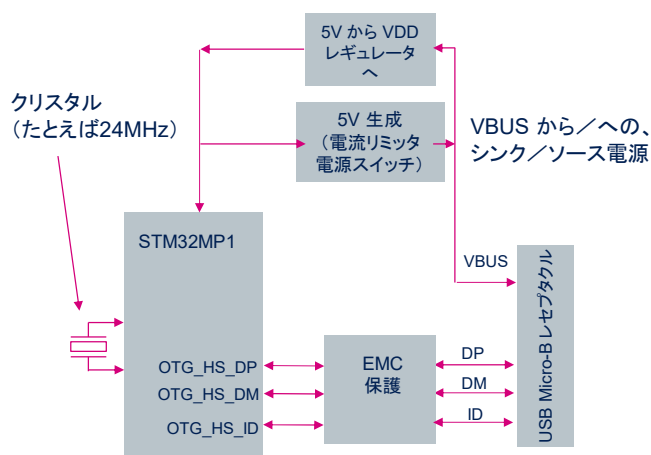 5V から VDD
レギュレータ
へ
クリスタル
（たとえば24MHz）
5V 生成
（電流リミッタ
電源スイッチ）
VBUS から／への、
シンク／ソース電源
STM32MP1
VBUS
USB Micro-B レセプタクル
OTG_HS_DP
OTG_HS_DM
OTG_HS_ID
EMC
保護
DP
DM
ID